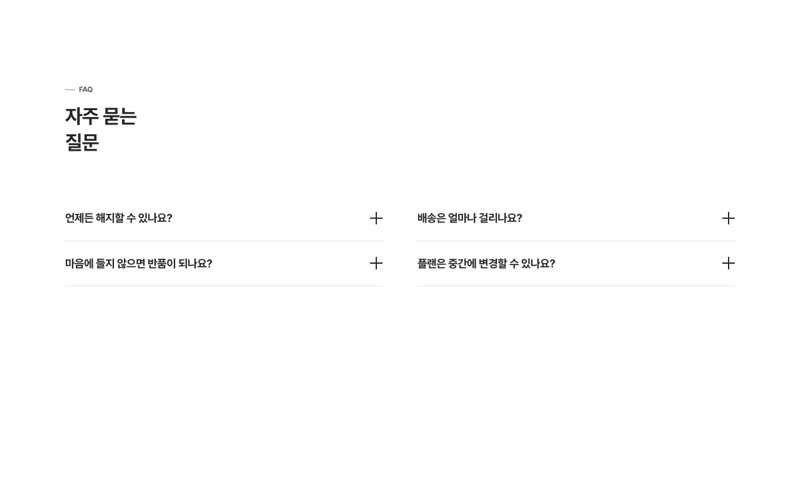 FAQ
자주 묻는
질문
언제든 해지할 수 있나요?
배송은 얼마나 걸리나요?
마음에 들지 않으면 반품이 되나요?
플랜은 중간에 변경할 수 있나요?